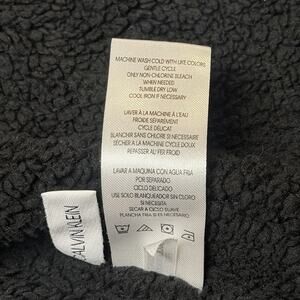 MACHINE WASH COLD WITH LIKE COLORS
GENTLE CYCLE
ONLY NON-CHLORINE BLEACH
WHEN NEEDED
TUMBLE DRY LOW
COOL IRON IF NECESSARY
LAVER À LA MACHINE À L'EAU
FROIDE SÉPARÉMENT
CYCLE DÉLICAT
BLANCHIR SANS CHLORE SI NÉCESSAIRE
SÉCHER À LA MACHINE CYCLE DOUX
REPASSER AU FER FROID
LAVAR A MAQUINA CON AGUA FRIA
POR SEPARADO
CICLO DELICADO
USE SOLO BLANQUEADOR SIN CLORO
SI NECESITA
SECAR A CICLO SUAVE
PLANCHA FRIA SI ES NECESARIO
CALVIN KLEIN